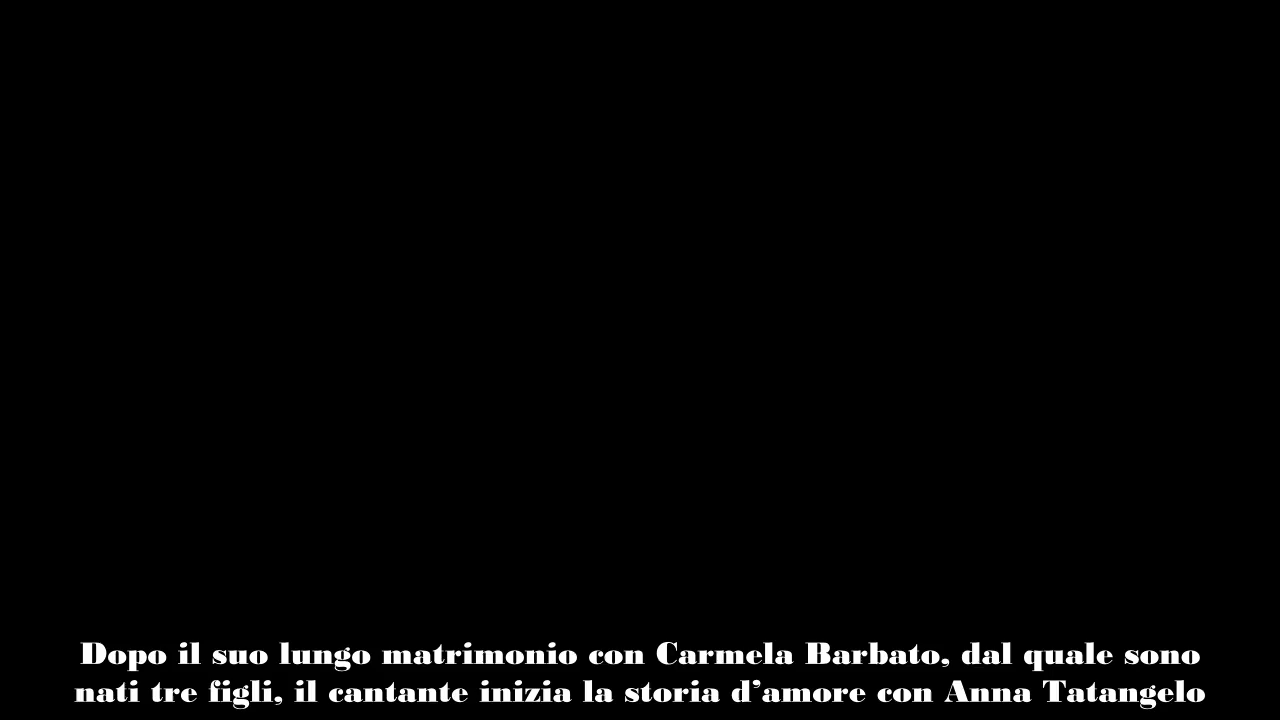 Dopo il suo lungo matrimonio con Carmela Barbato, dal quale sono
nati tre figli, il cantante inizia la storia d’amore con Anna Tatangelo